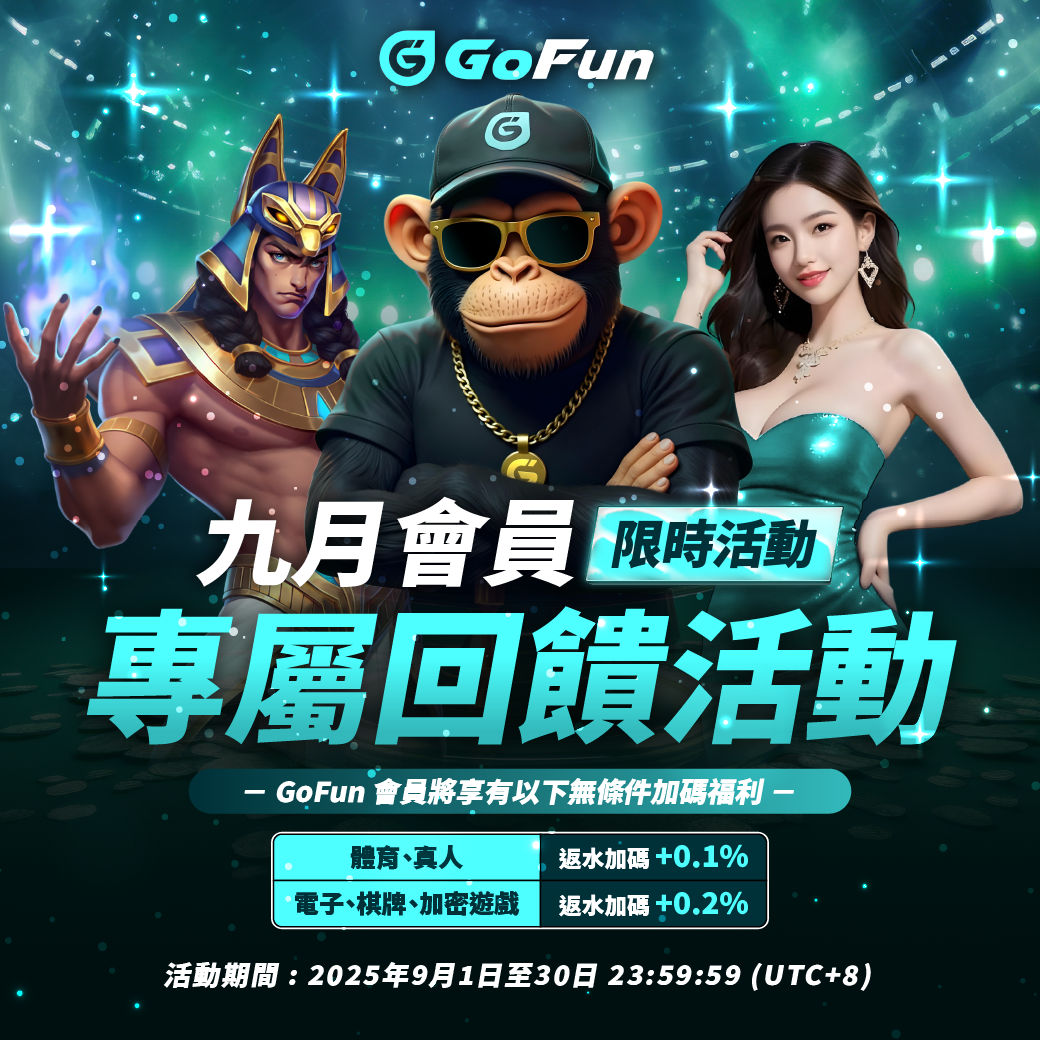 GoFun
九月會員 限時活動
專屬回饋活動
— GoFun 會員將享有以下無條件加碼福利 —
體育、真人 返水加碼 +0.1%
電子、棋牌、加密遊戲 返水加碼 +0.2%
活動期間：2025年9月1日至30日 23:59:59 (UTC+8)